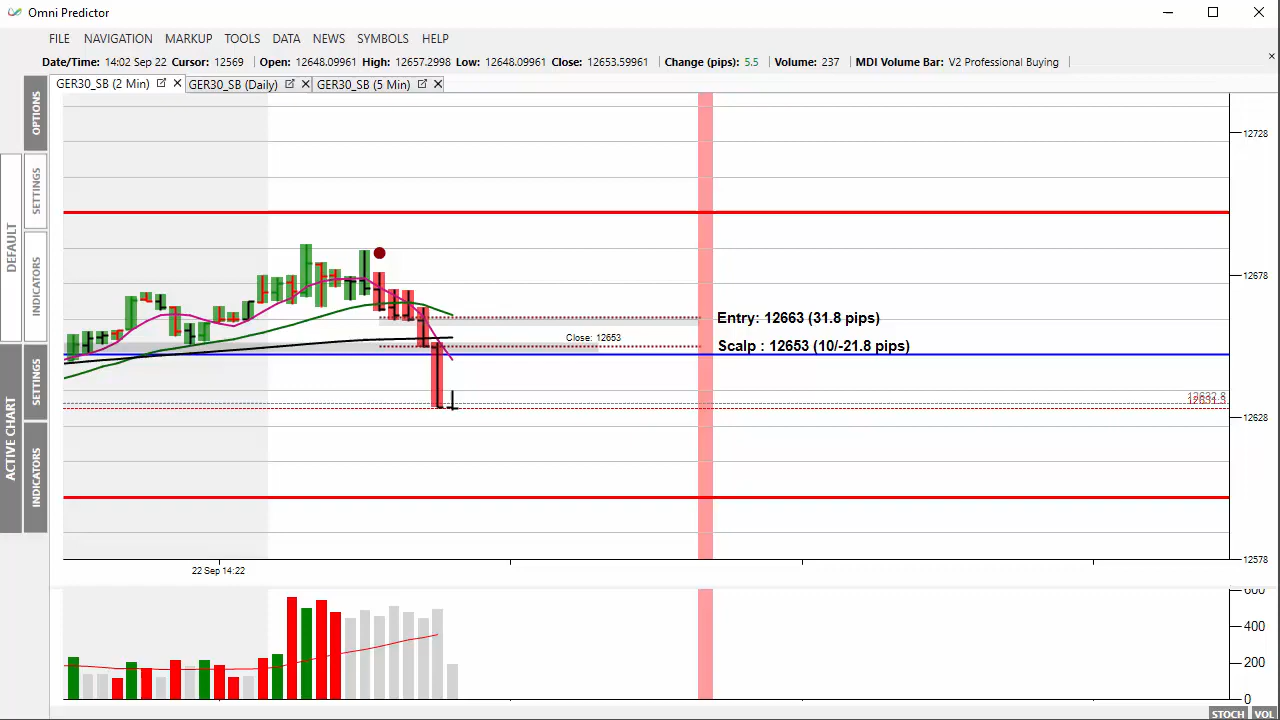 Omni Predictor
FILE NAVIGATION MARKUP TOOLS DATA NEWS SYMBOLS HELP
Date/Time: 14:02 Sep 22 Cursor: 12569 Open: 12648.09961 High: 12657.2998 Low: 12648.09961 Close: 12653.59961 Change (pips): 5.5 Volume: 237 MDI Volume Bar: V2 Professional Buying
GER30_SB (2 Min) GER30_SB (Daily) GER30_SB (5 Min)
OPTIONS
SETTINGS
INDICATORS
DEFAULT
SETTINGS
INDICATORS
ACTIVE CHART
12728
12678
Entry: 12663 (31.8 pips)
Close: 12653
Scalp : 12653 (10/-21.8 pips)
12628
12578
22 Sep 14:22
600
400
200
0
STOCH VOL